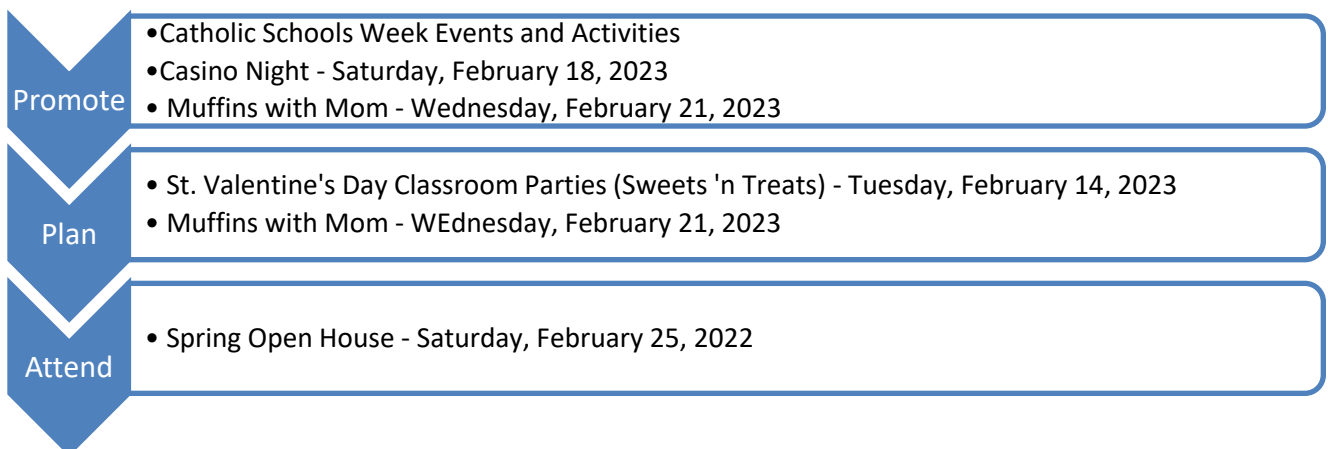 Promote
•Catholic Schools Week Events and Activities
•Casino Night - Saturday, February 18, 2023
• Muffins with Mom - Wednesday, February 21, 2023
Plan
• St. Valentine's Day Classroom Parties (Sweets 'n Treats) - Tuesday, February 14, 2023
• Muffins with Mom - WEdnesday, February 21, 2023
Attend
• Spring Open House - Saturday, February 25, 2022